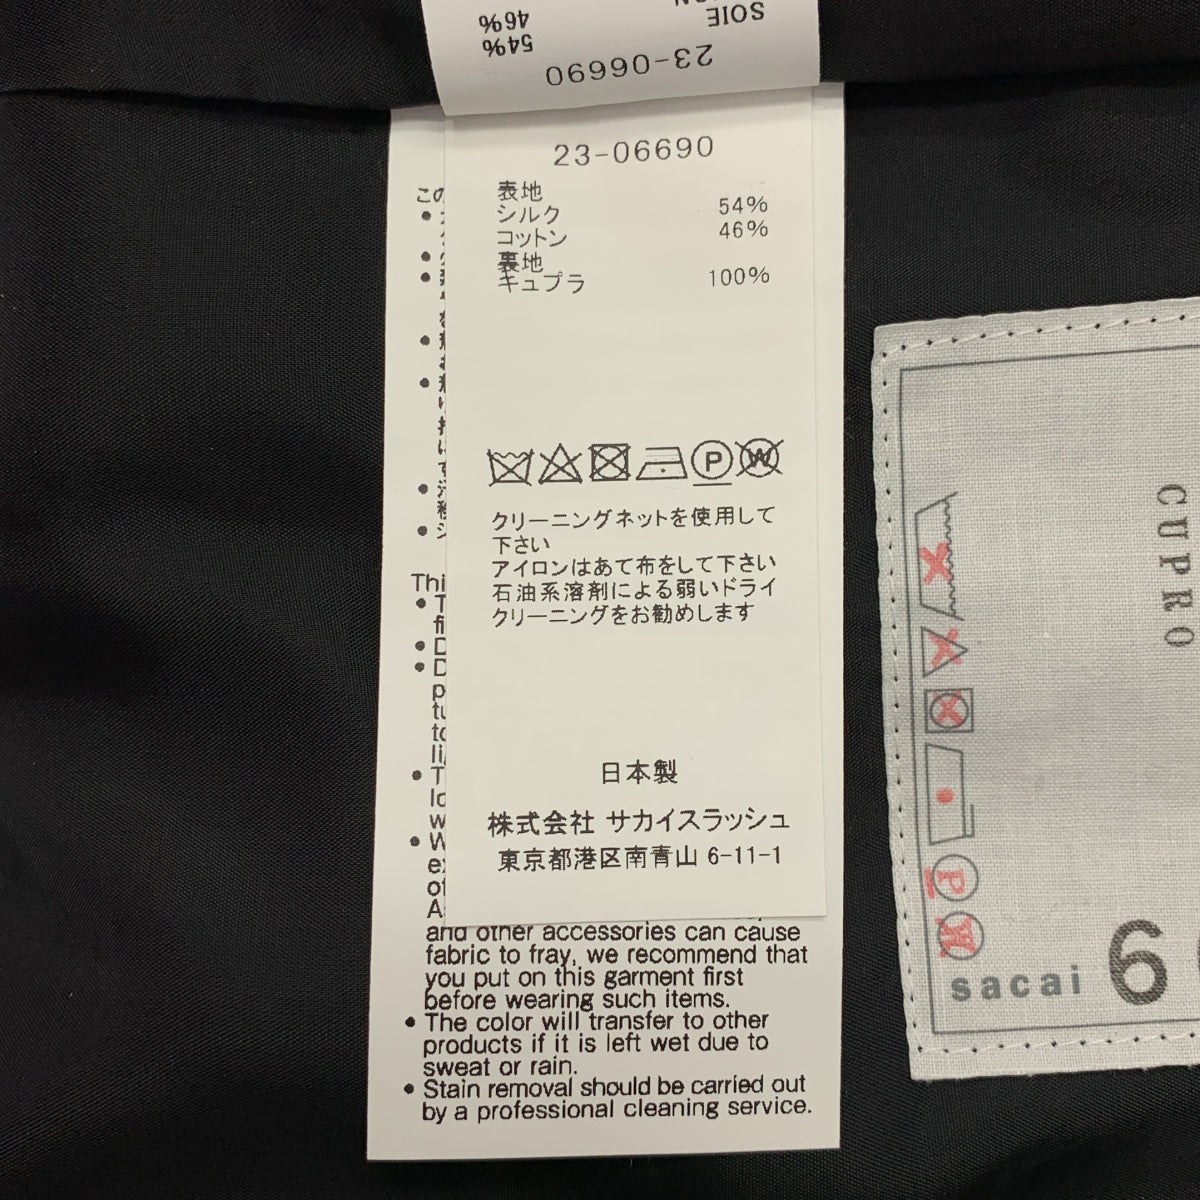 46%
54%
SOIE
23-06690
23-06690
表地
シルク 54%
コットン 46%
裏地
キュプラ 100%
P
W
クリーニングネットを使用して
下さい
アイロンはあて布をして下さい
石油系溶剤による弱いドライ
クリーニングをお勧めします
日本製
株式会社 サカイスラッシュ
東京都港区南青山 6-11-1
and other accessories can cause
fabric to fray, we recommend that
you put on this garment first
before wearing such items.
• The color will transfer to other
products if it is left wet due to
sweat or rain.
• Stain removal should be carried out
by a professional cleaning service.
CUPRO
P
W
sacai 6